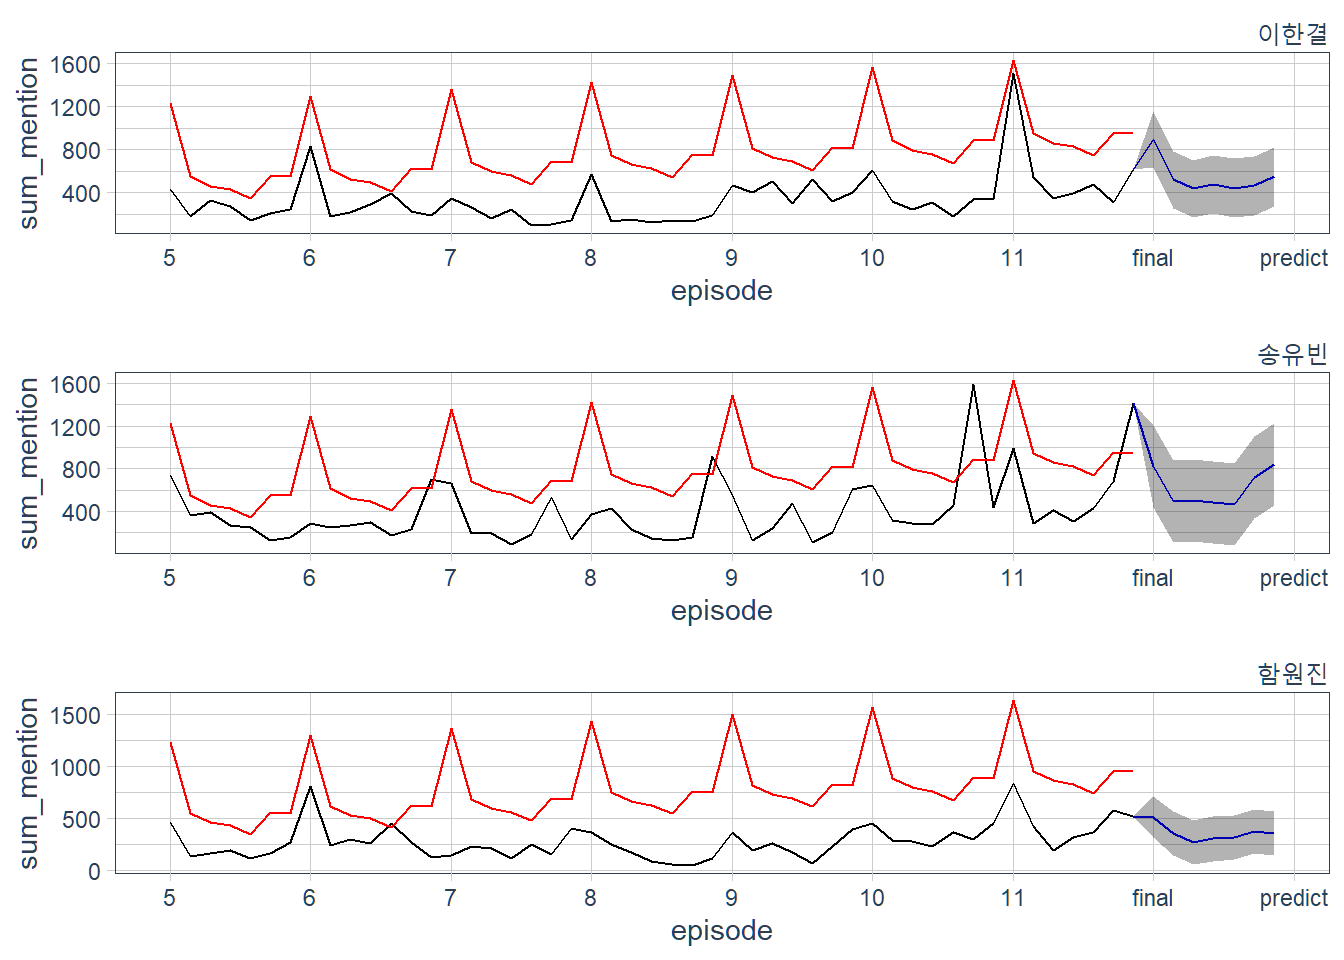 이한결
sum_mention
1600
1200
800
400
5 6 7 8 9 10 11 final predict
episode
송유빈
sum_mention
1600
1200
800
400
5 6 7 8 9 10 11 final predict
episode
함원진
sum_mention
1500
1000
500
0
5 6 7 8 9 10 11 final predict
episode